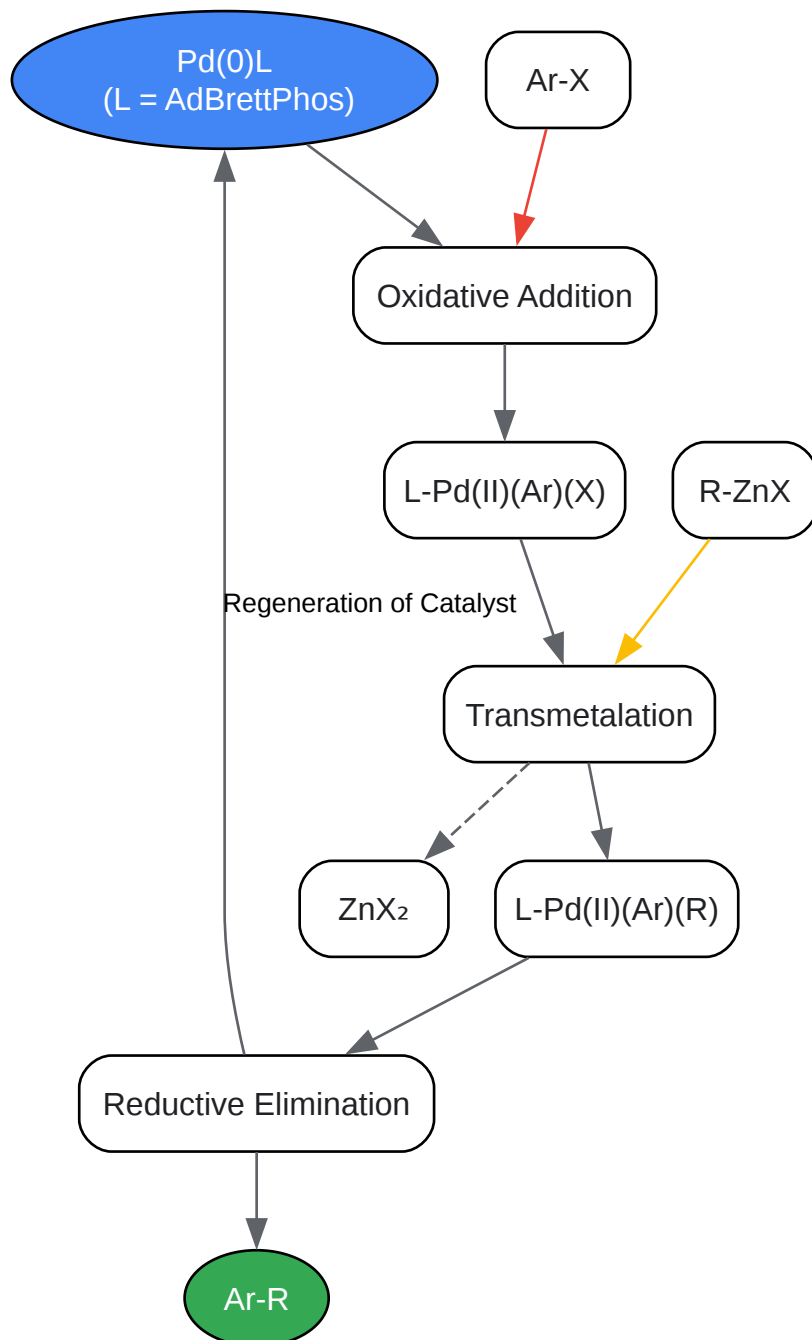 Pd(0)L
(L = AdBrettPhos)
Ar-X
Oxidative Addition
L-Pd(II)(Ar)(X)
R-ZnX
Regeneration of Catalyst
Transmetalation
ZnX₂
L-Pd(II)(Ar)(R)
Reductive Elimination
Ar-R